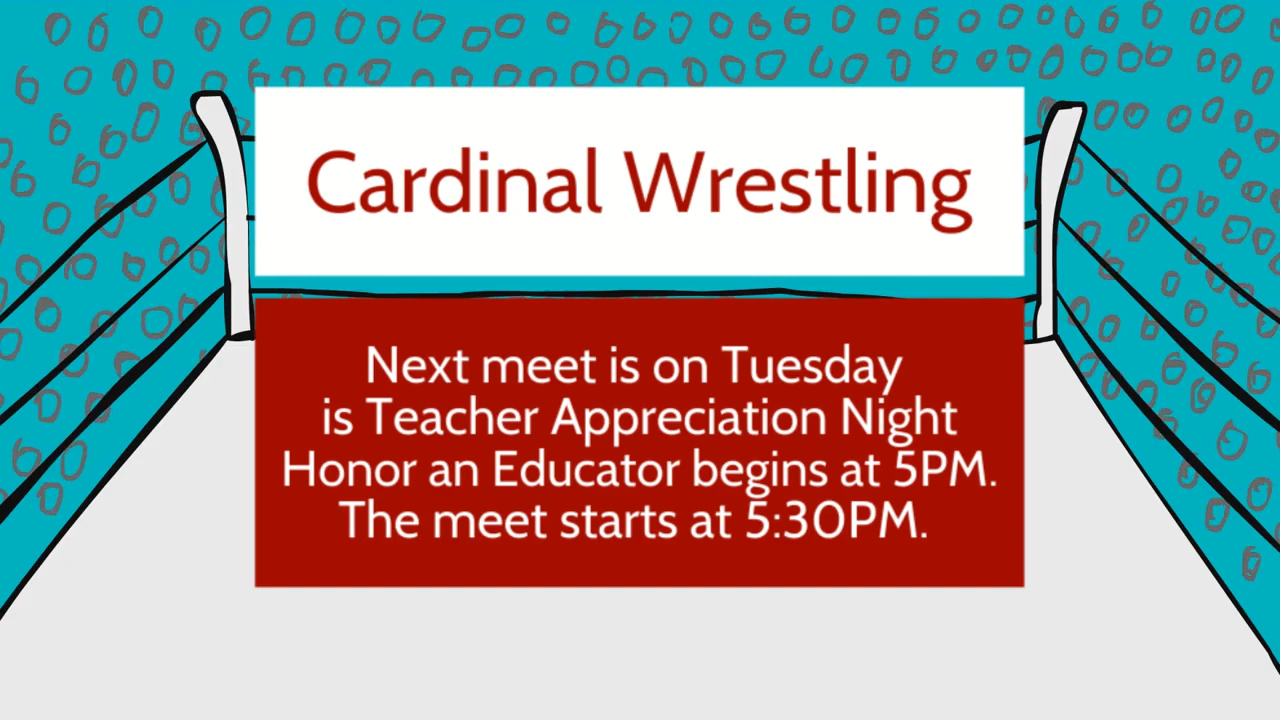 Cardinal Wrestling
Next meet is on Tuesday
is Teacher Appreciation Night
Honor an Educator begins at 5PM.
The meet starts at 5:30PM.